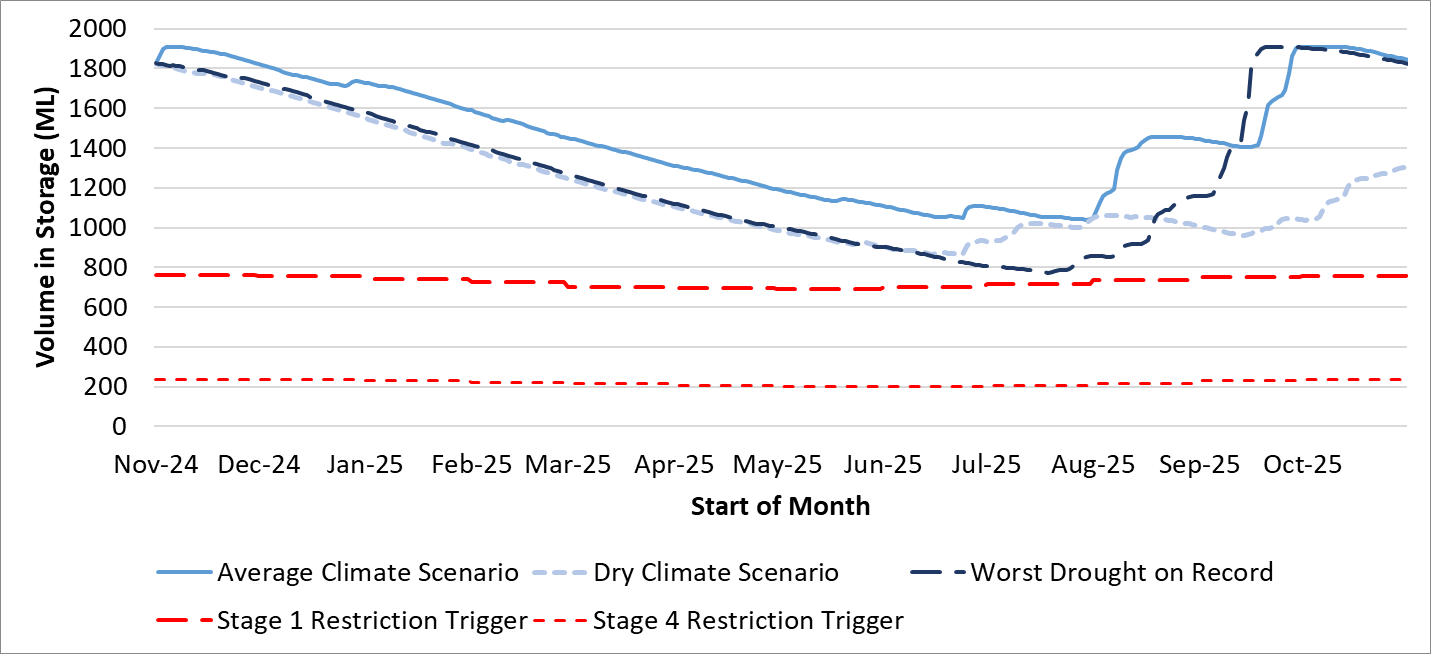 2000
1800
1600
1400
1200
1000
800
600
400
200
0
Volume in Storage (ML)
Nov-24 Dec-24 Jan-25 Feb-25 Mar-25 Apr-25 May-25 Jun-25 Jul-25 Aug-25 Sep-25 Oct-25
Start of Month
Average Climate Scenario Dry Climate Scenario Worst Drought on Record
Stage 1 Restriction Trigger Stage 4 Restriction Trigger